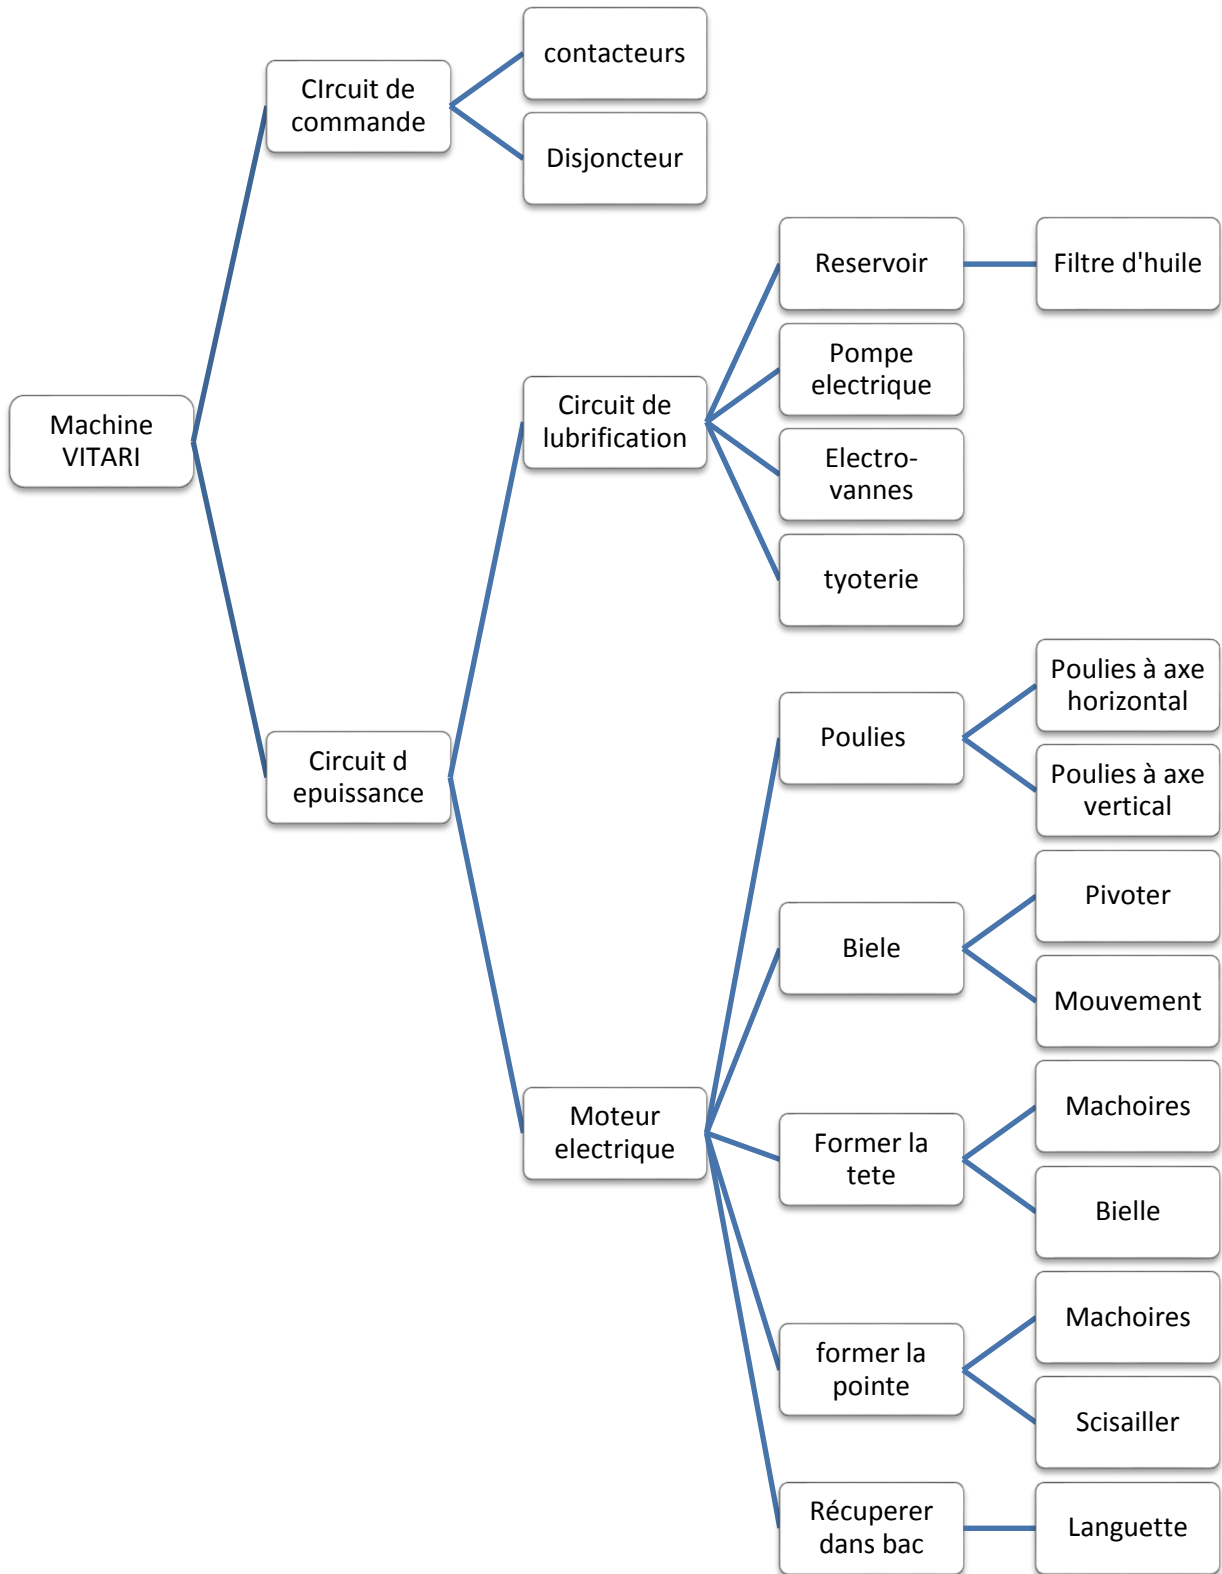 Machine
VITARI
CIrcuit de
commande
contacteurs
Disjoncteur
Circuit d
epuissance
Circuit de
lubrification
Reservoir
Filtre d'huile
Pompe
electrique
Electro-
vannes
tyoterie
Moteur
electrique
Poulies
Poulies à axe
horizontal
Poulies à axe
vertical
Biele
Pivoter
Mouvement
Former la
tete
Machoires
Bielle
former la
pointe
Machoires
Scisailler
Récuperer
dans bac
Languette